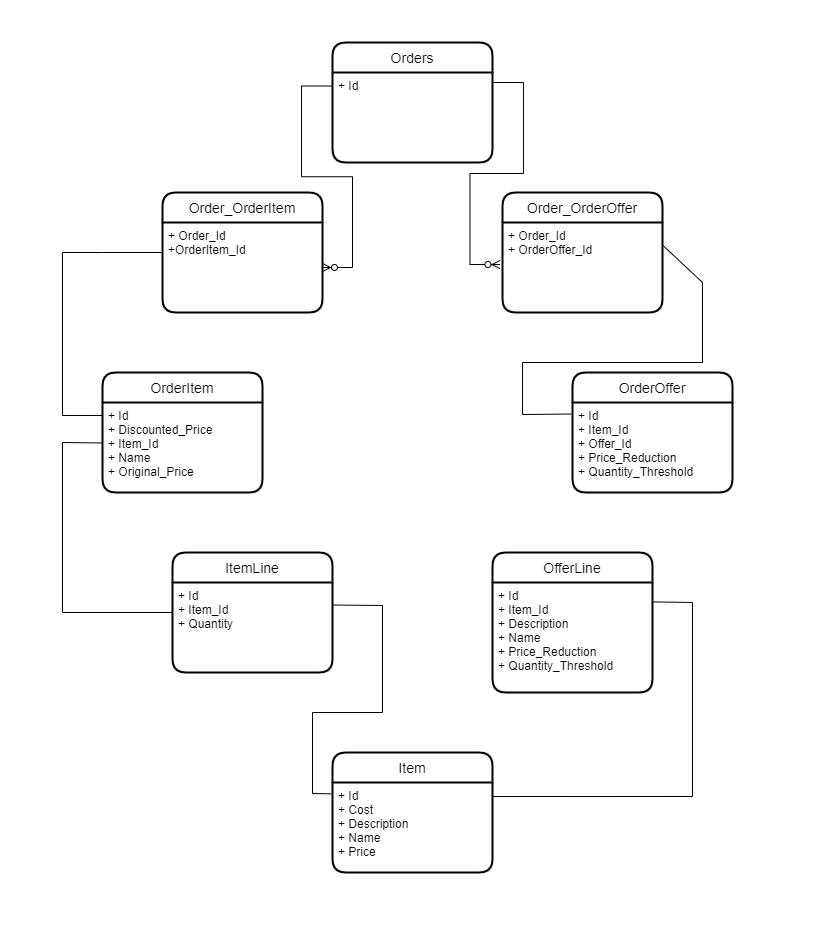 Orders
+ Id
Order_OrderItem
+ Order_Id
+OrderItem_Id
Order_OrderOffer
+ Order_Id
+ OrderOffer_Id
OrderItem
+ Id
+ Discounted_Price
+ Item_Id
+ Name
+ Original_Price
OrderOffer
+ Id
+ Item_Id
+ Offer_Id
+ Price_Reduction
+ Quantity_Threshold
ItemLine
+ Id
+ Item_Id
+ Quantity
OfferLine
+ Id
+ Item_Id
+ Description
+ Name
+ Price_Reduction
+ Quantity_Threshold
Item
+ Id
+ Cost
+ Description
+ Name
+ Price